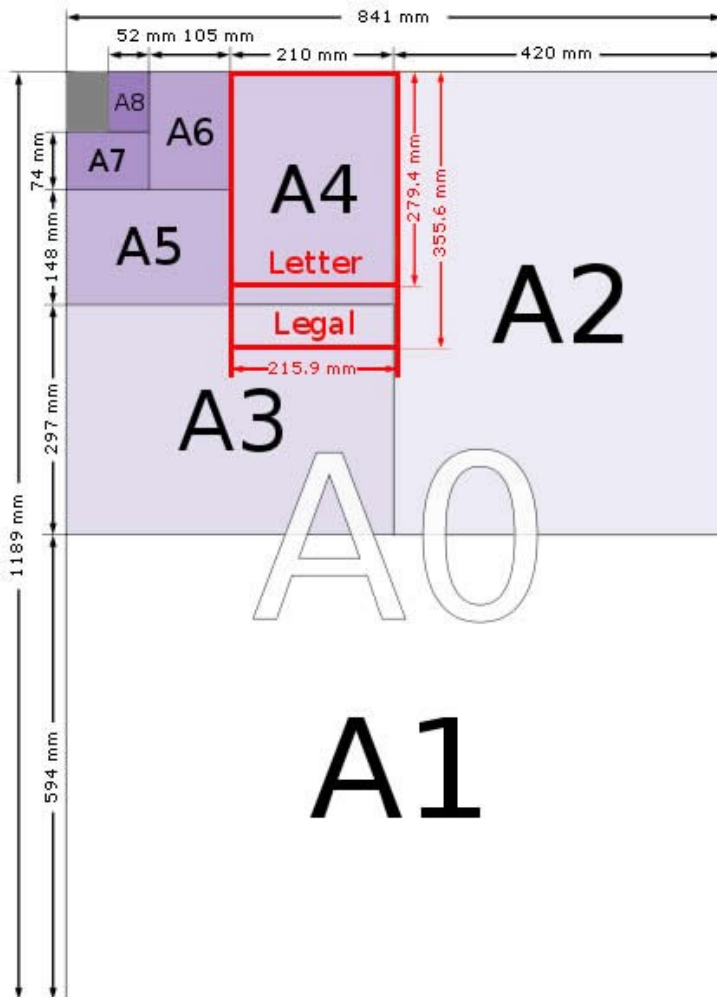 841 mm
52 mm 105 mm
210 mm
420 mm
A8
A6
A7
74 mm
A4
279.4 mm
355.6 mm
A5
148 mm
Letter
A2
Legal
215.9 mm
A3
297 mm
A0
1189 mm
A1
594 mm